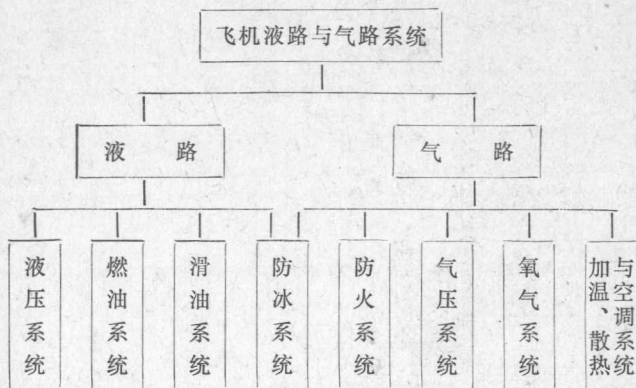 飞机液路与气路系统
液路
气路
液压系统
燃油系统
滑油系统
防冰系统
防火系统
气压系统
氧气系统
加温、散热
与空调系统